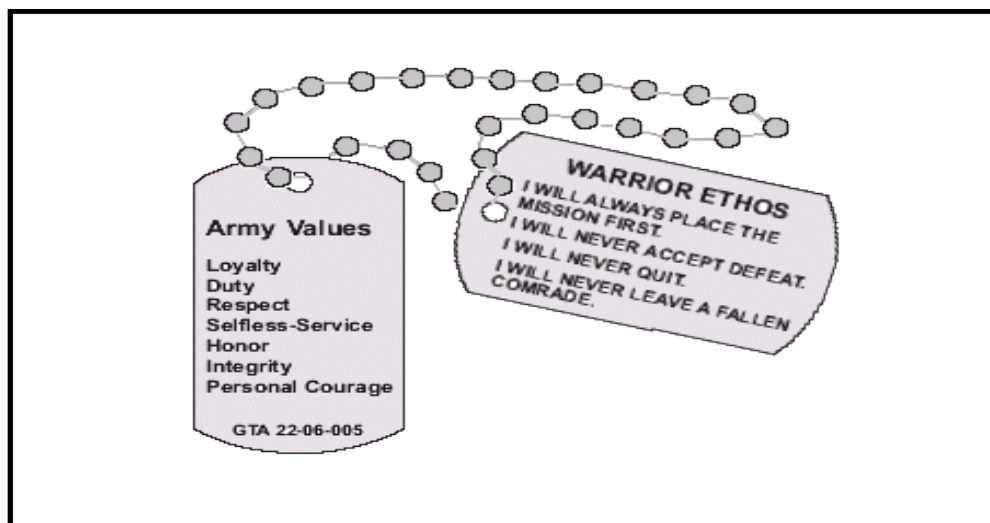 Army Values
Loyalty
Duty
Respect
Selfless-Service
Honor
Integrity
Personal Courage
GTA 22-06-005
WARRIOR ETHOS
I WILL ALWAYS PLACE THE
MISSION FIRST.
I WILL NEVER ACCEPT DEFEAT.
I WILL NEVER QUIT.
I WILL NEVER LEAVE A FALLEN
COMRADE.